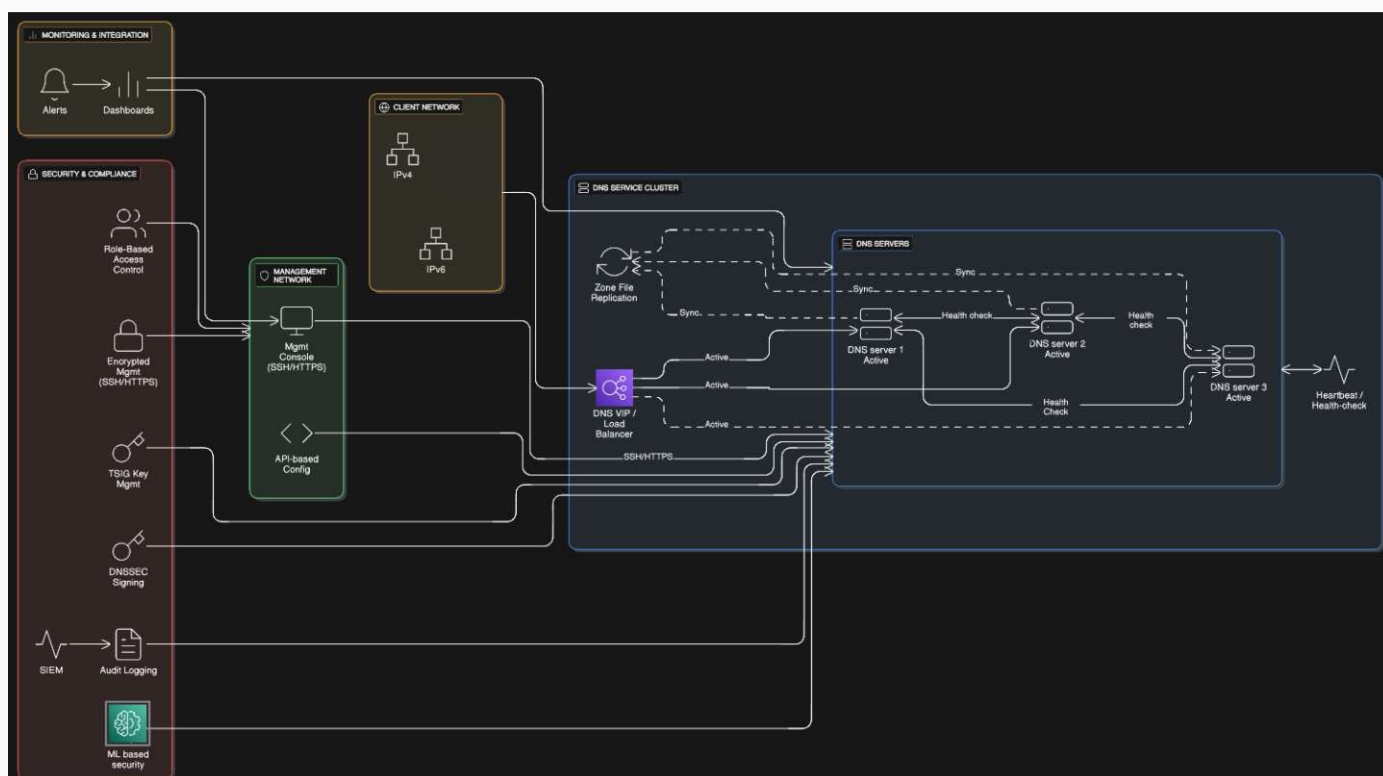 MONITORING & INTEGRATION
Alerts
Dashboards
CLIENT NETWORK
IPv4
IPv6
SECURITY & COMPLIANCE
Role-Based
Access
Control
Encrypted
Mgmt
(SSH/HTTPS)
TSIG Key
Mgmt
DNSSEC
Signing
SIEM
Audit Logging
ML based
security
MANAGEMENT
NETWORK
Mgmt
Console
(SSH/HTTPS)
API-based
Config
DNS SERVICE CLUSTER
Zone File
Replication
DNS VIP /
Load
Balancer
Sync
Sync
Sync
Active
Active
Active
SSH/HTTPS
DNS SERVERS
Health check
Health
check
Health
Check
DNS server 1
Active
DNS server 2
Active
DNS server 3
Active
Heartbeat /
Health-check